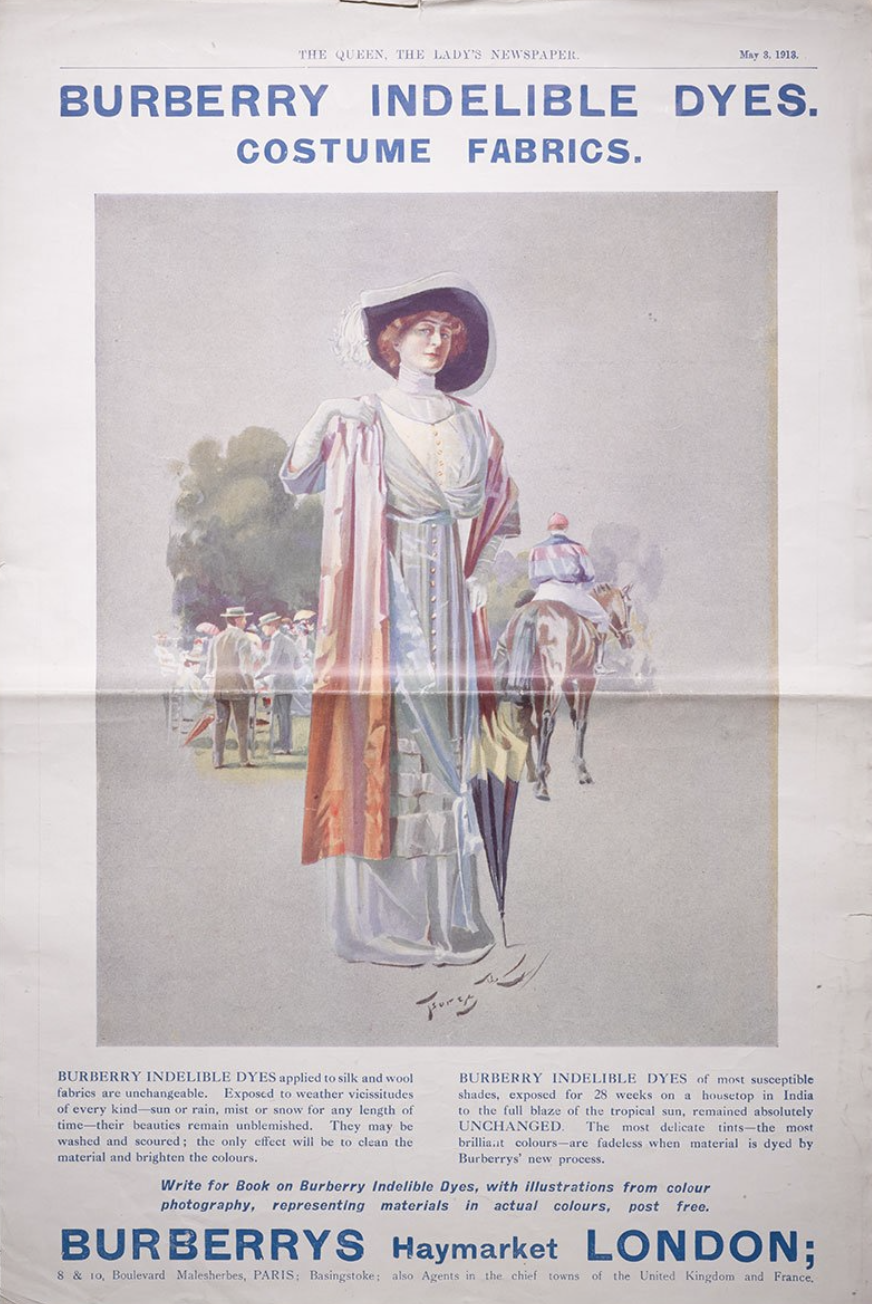 THE QUEEN, THE LADY'S NEWSPAPER.
May 3, 1913.
BURBERRY INDELIBLE DYES.
COSTUME FABRICS.
BURBERRY INDELIBLE DYES applied to silk and wool
fabrics are unchangeable. Exposed to weather vicissitudes
of every kind—sun or rain, mist or snow for any length of
time—their beauties remain unblemished. They may be
washed and scoured; the only effect will be to clean the
material and brighten the colours.
BURBERRY INDELIBLE DYES of most susceptible
shades, exposed for 28 weeks on a housetop in India
to the full blaze of the tropical sun, remained absolutely
UNCHANGED. The most delicate tints—the most
brilliant colours—are fadeless when material is dyed by
Burberrys' new process.
Write for Book on Burberry Indelible Dyes, with illustrations from colour
photography, representing materials in actual colours, post free.
BURBERRYS Haymarket LONDON;
8 & 10, Boulevard Malesherbes, PARIS; Basingstoke; also Agents in the chief towns of the United Kingdom and France.